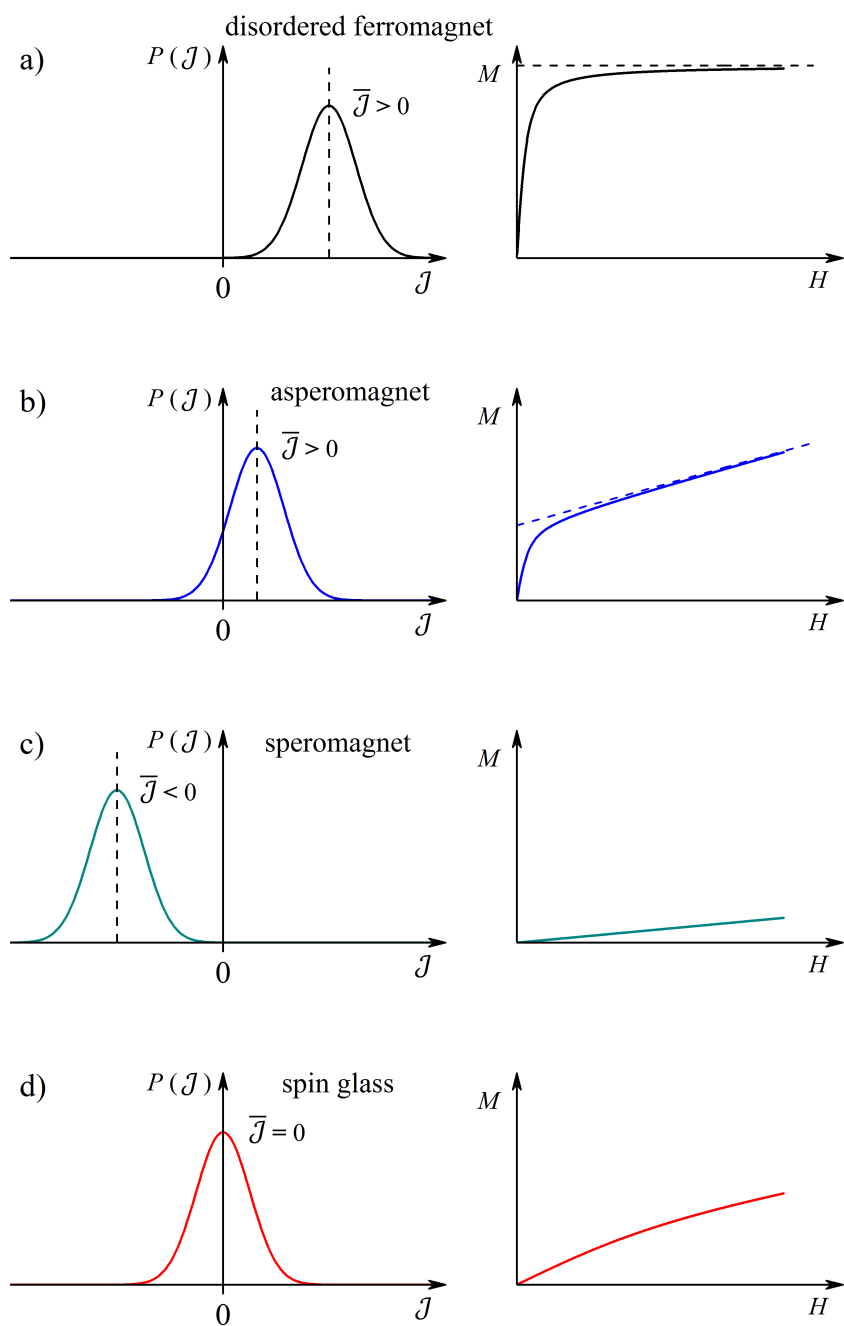 disordered ferromagnet
a)
P (𝒥)
𝒥̅ > 0
0
𝒥
M
H
b)
asperomagnet
P (𝒥)
𝒥̅ > 0
0
𝒥
M
H
c)
speromagnet
P (𝒥)
𝒥̅ < 0
0
𝒥
M
H
d)
spin glass
P (𝒥)
𝒥̅ = 0
0
𝒥
M
H